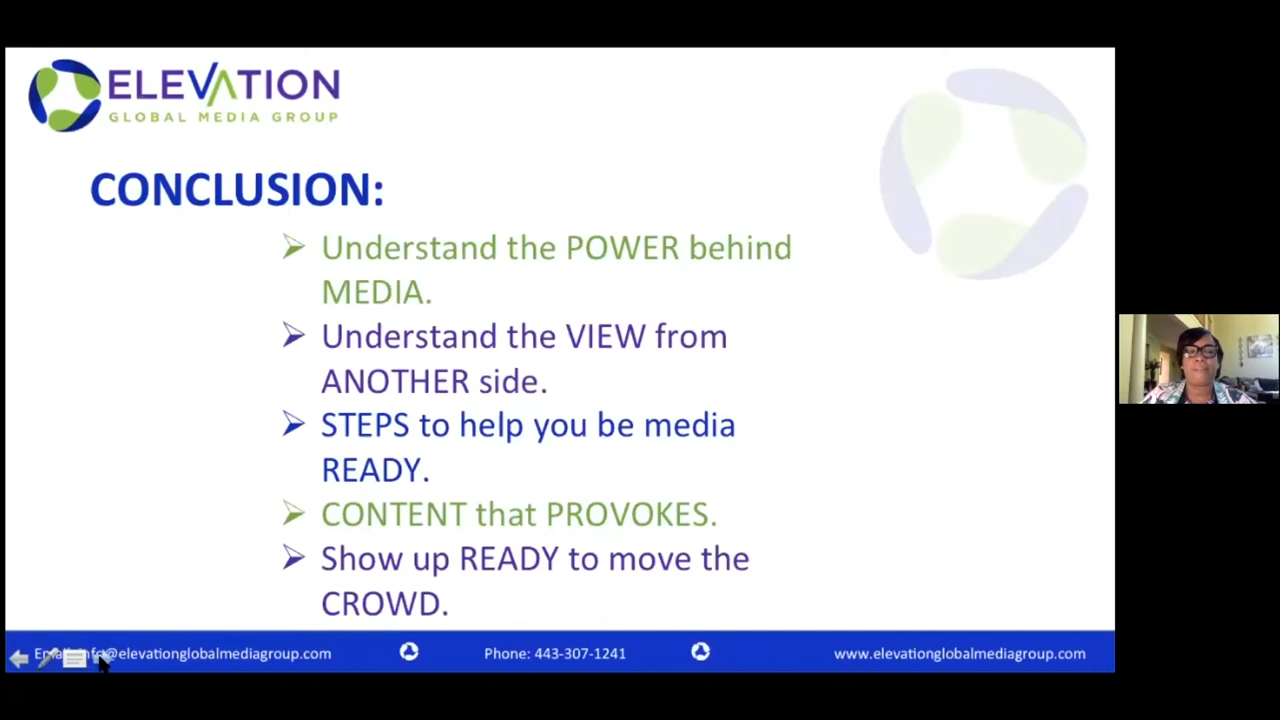 ELEVATION
GLOBAL MEDIA GROUP
CONCLUSION:
Understand the POWER behind
MEDIA.
Understand the VIEW from
ANOTHER side.
STEPS to help you be media
READY.
CONTENT that PROVOKES.
Show up READY to move the
CROWD.
Email: info@elevationglobalmediagroup.com
Phone: 443-307-1241
www.elevationglobalmediagroup.com